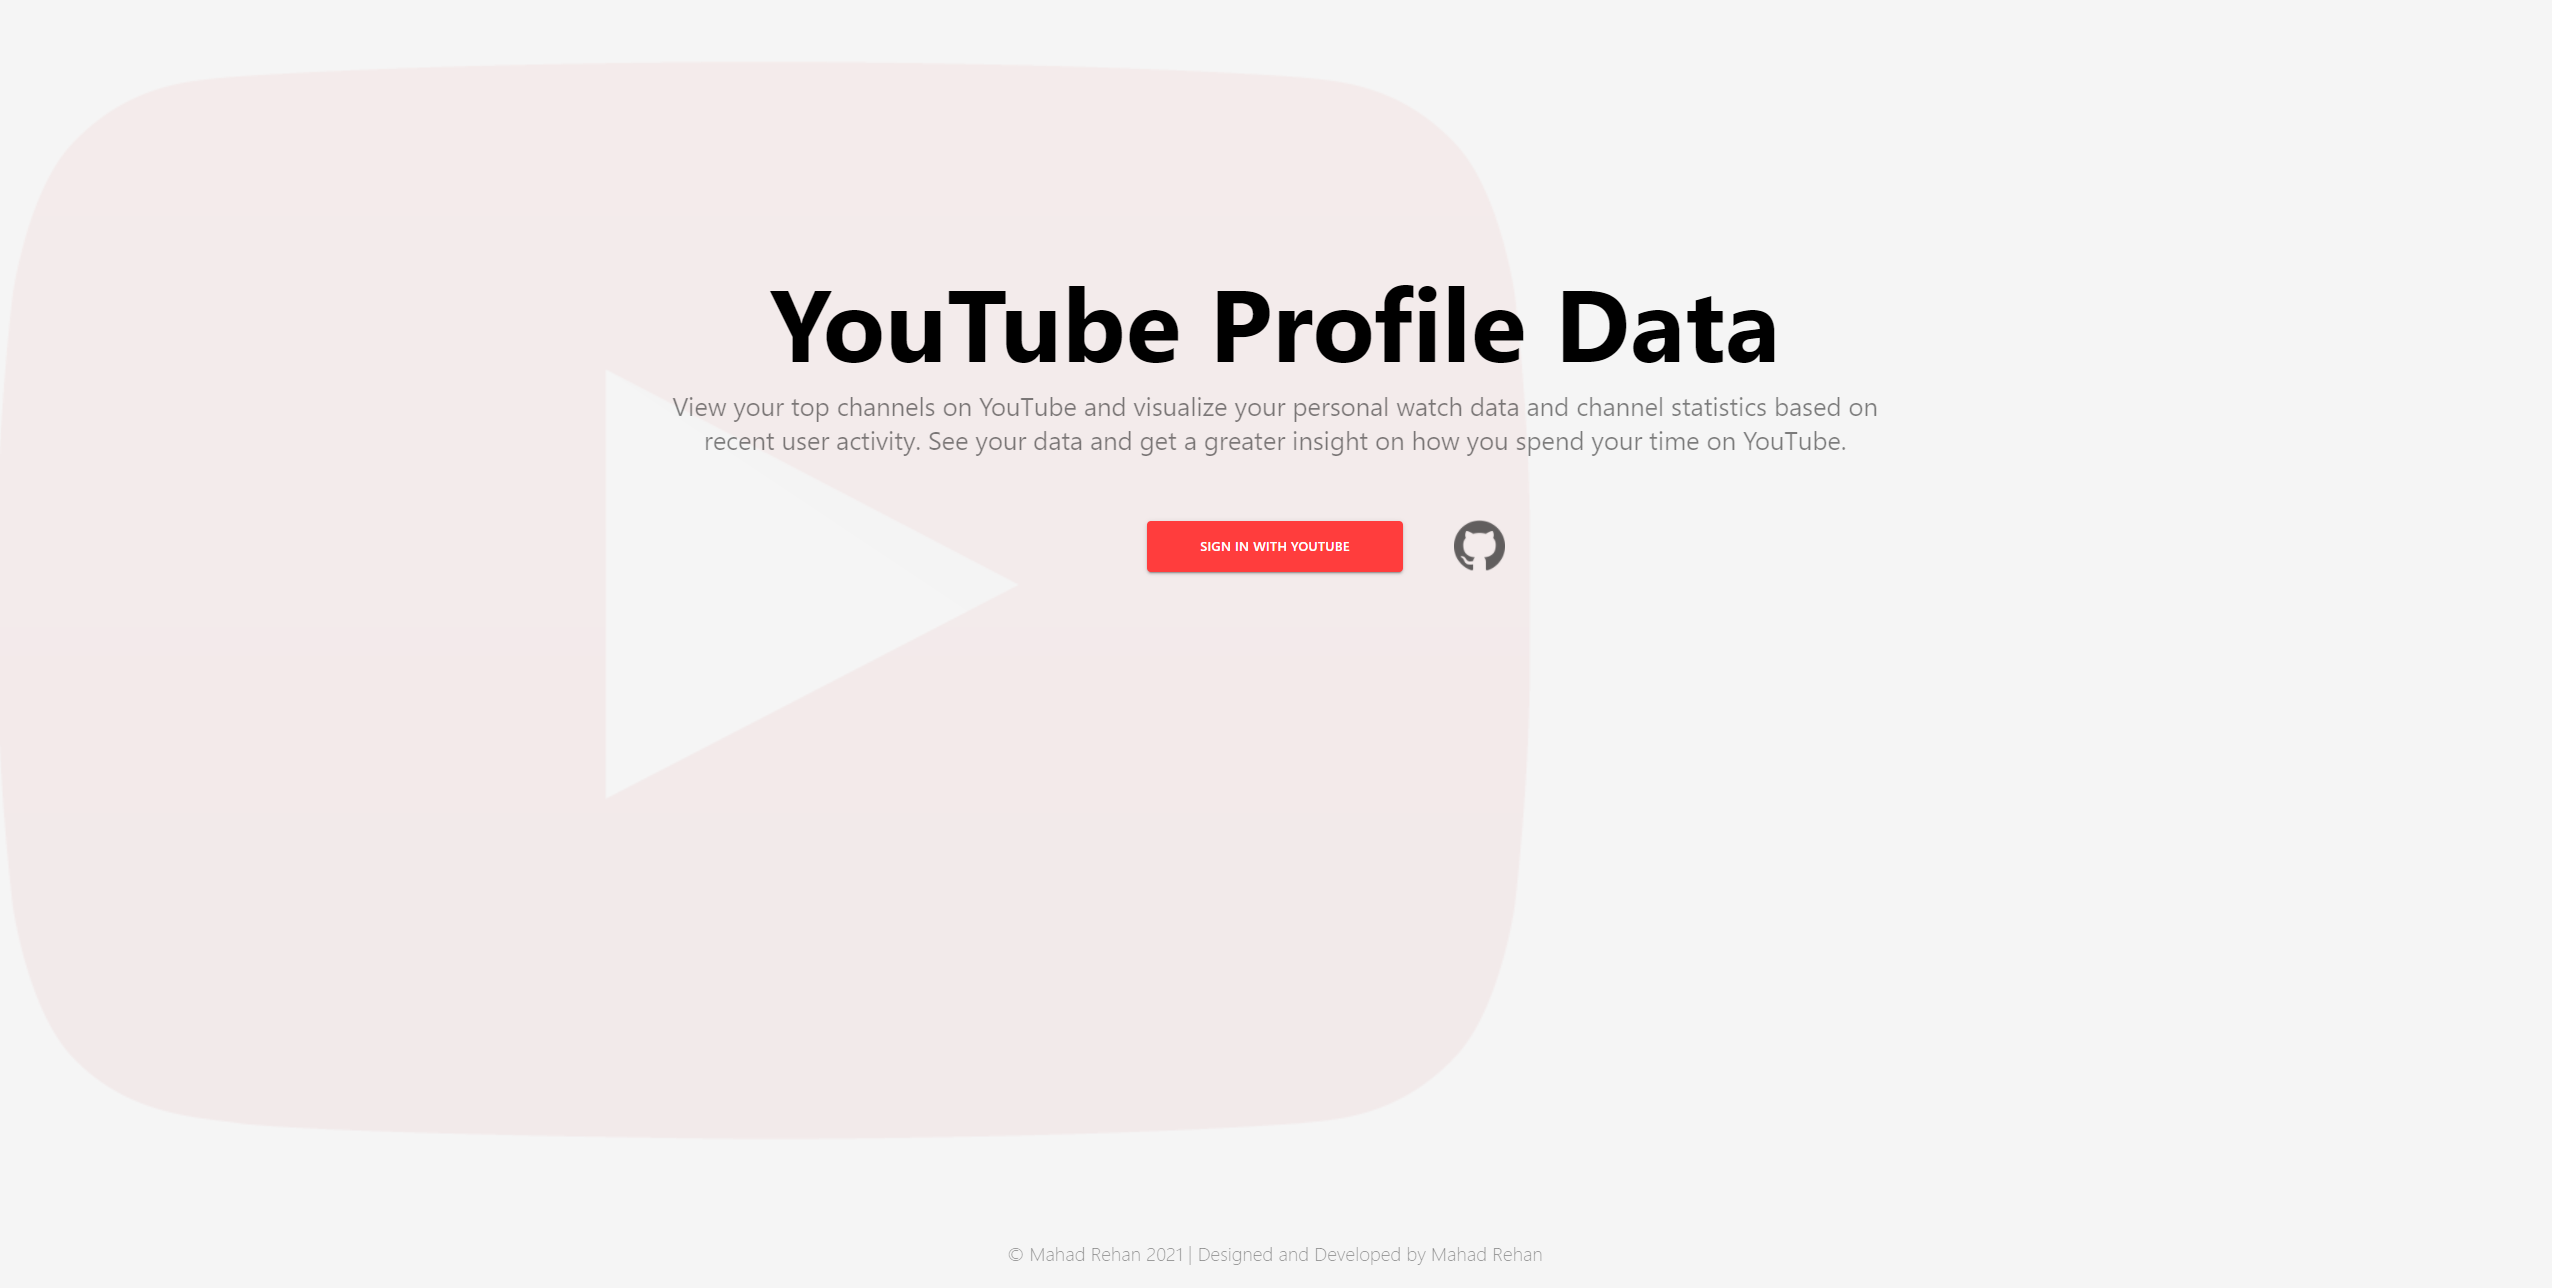 YouTube Profile Data
View your top channels on YouTube and visualize your personal watch data and channel statistics based on
recent user activity. See your data and get a greater insight on how you spend your time on YouTube.
SIGN IN WITH YOUTUBE
© Mahad Rehan 2021 | Designed and Developed by Mahad Rehan